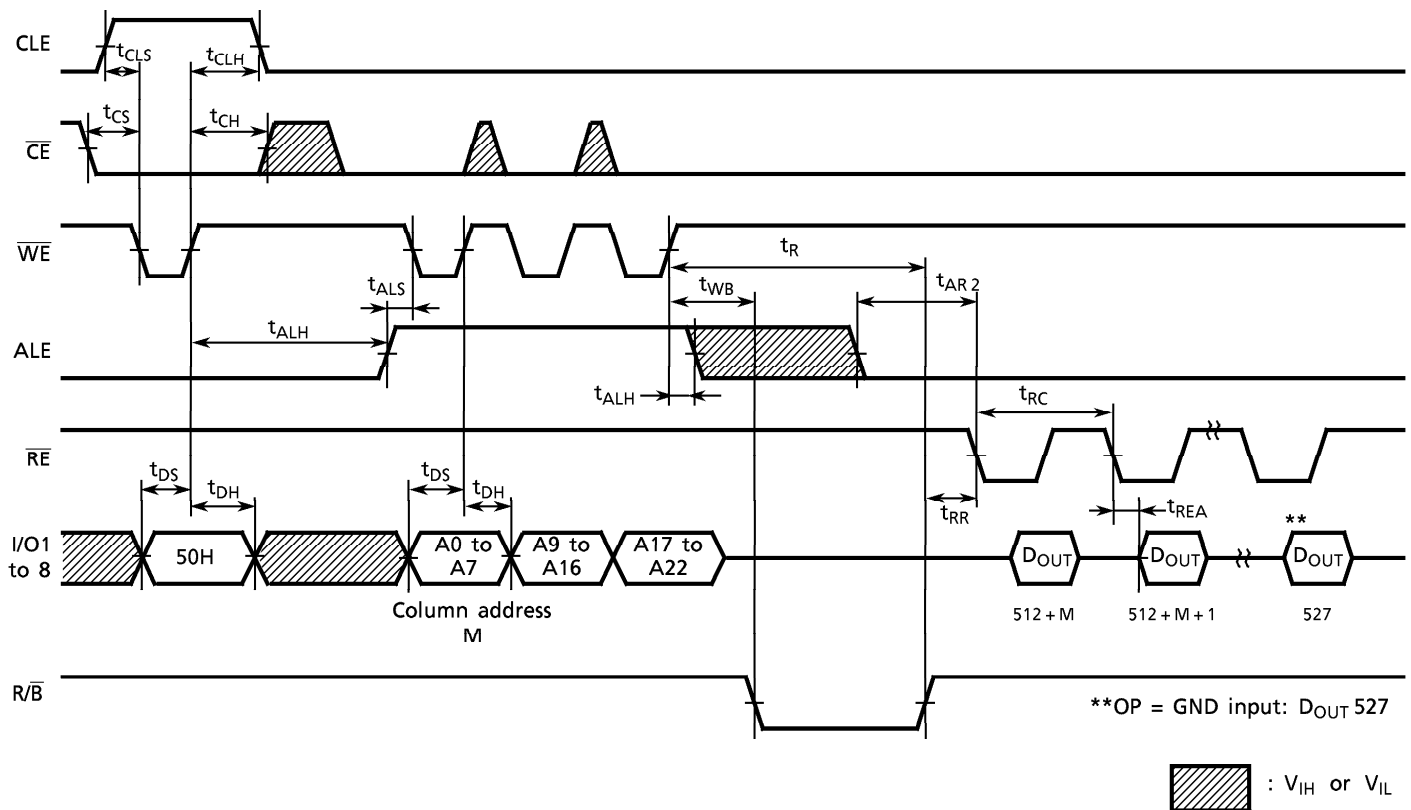 CLE
tCLS
tCLH
CE
tCS
tCH
WE
tR
tALS
tWB
tAR 2
ALE
tALH
tALH
RE
tRC
tDS
tDH
tDS
tDH
tRR
tREA
I/O1
to 8
50H
A0 to
A7
A9 to
A16
A17 to
A22
DOUT
DOUT
**
DOUT
Column address
M
512 + M
512 + M + 1
527
R/B
**OP = GND input: DOUT 527
: VIH or VIL